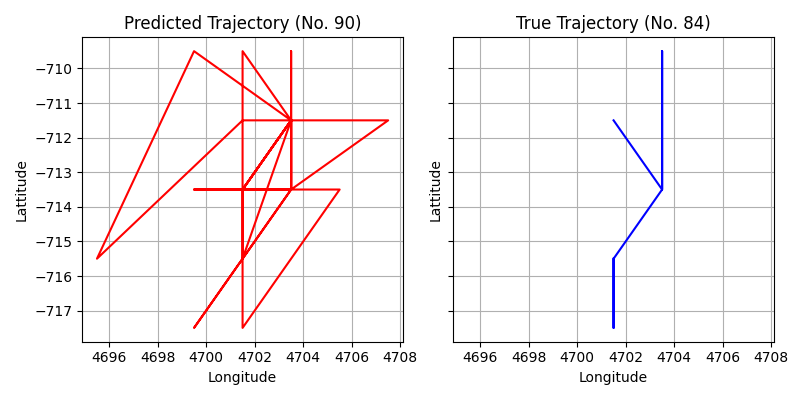 Predicted Trajectory (No. 90)
True Trajectory (No. 84)
Lattitude
−710
−711
−712
−713
−714
−715
−716
−717
4696 4698 4700 4702 4704 4706 4708
Longitude
Lattitude
4696 4698 4700 4702 4704 4706 4708
Longitude